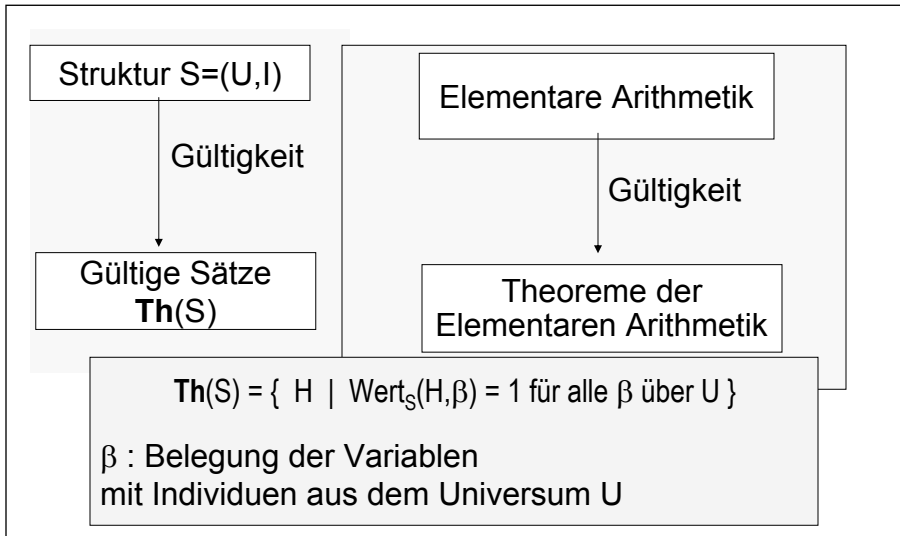 Struktur S=(U,I)
Gültigkeit
Gültige Sätze
Th(S)
Elementare Arithmetik
Gültigkeit
Theoreme der
Elementaren Arithmetik
Th(S) = { H | Wert_S(H,β) = 1 für alle β über U }
β : Belegung der Variablen
mit Individuen aus dem Universum U